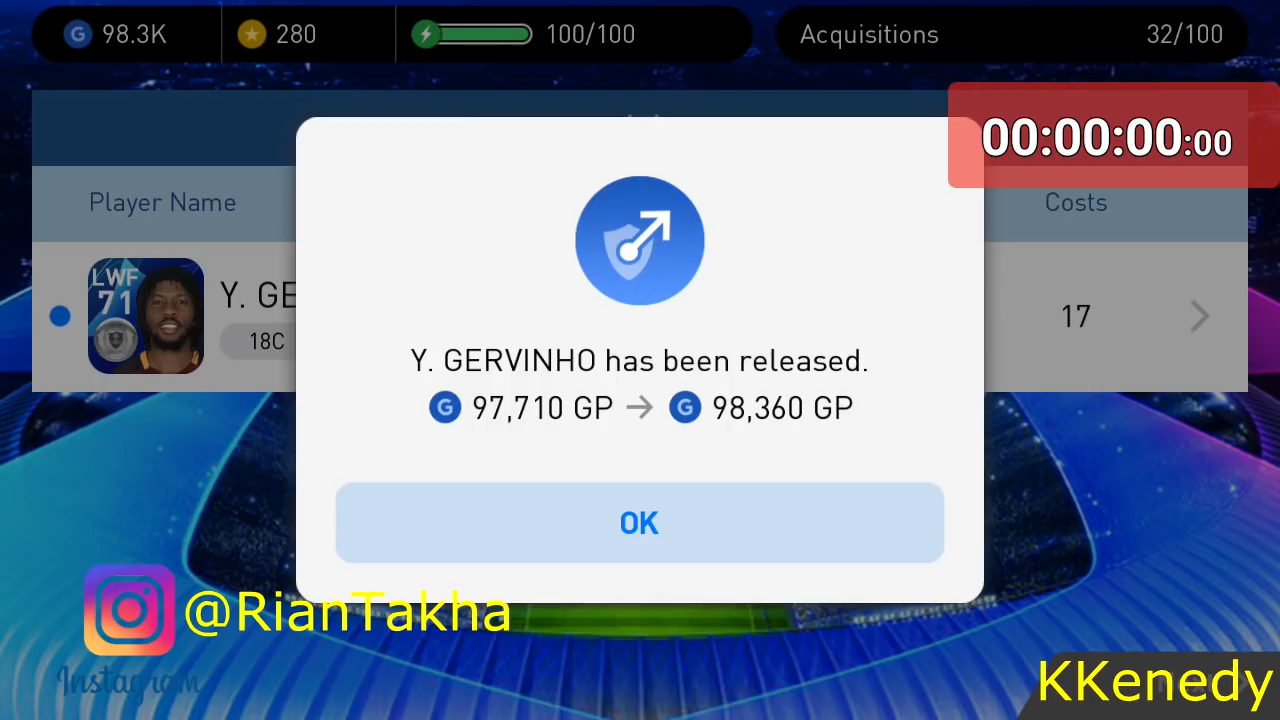 98.3K
280
100/100
Acquisitions 32/100
00:00:00:00
Player Name
Costs
LWF
71
Y. GE
18C
17
Y. GERVINHO has been released.
G 97,710 GP → G 98,360 GP
OK
@RianTakha
Instagram
KKenedy